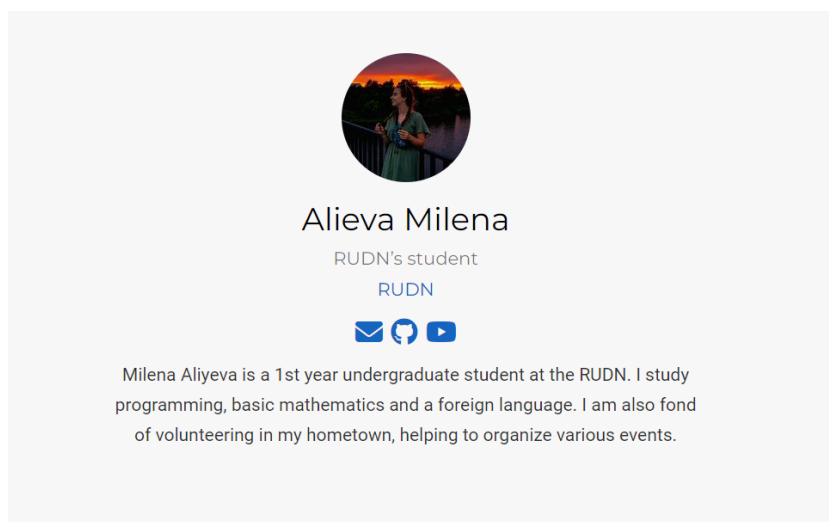 Alieva Milena
RUDN's student
RUDN
Milena Aliyeva is a 1st year undergraduate student at the RUDN. I study
programming, basic mathematics and a foreign language. I am also fond
of volunteering in my hometown, helping to organize various events.